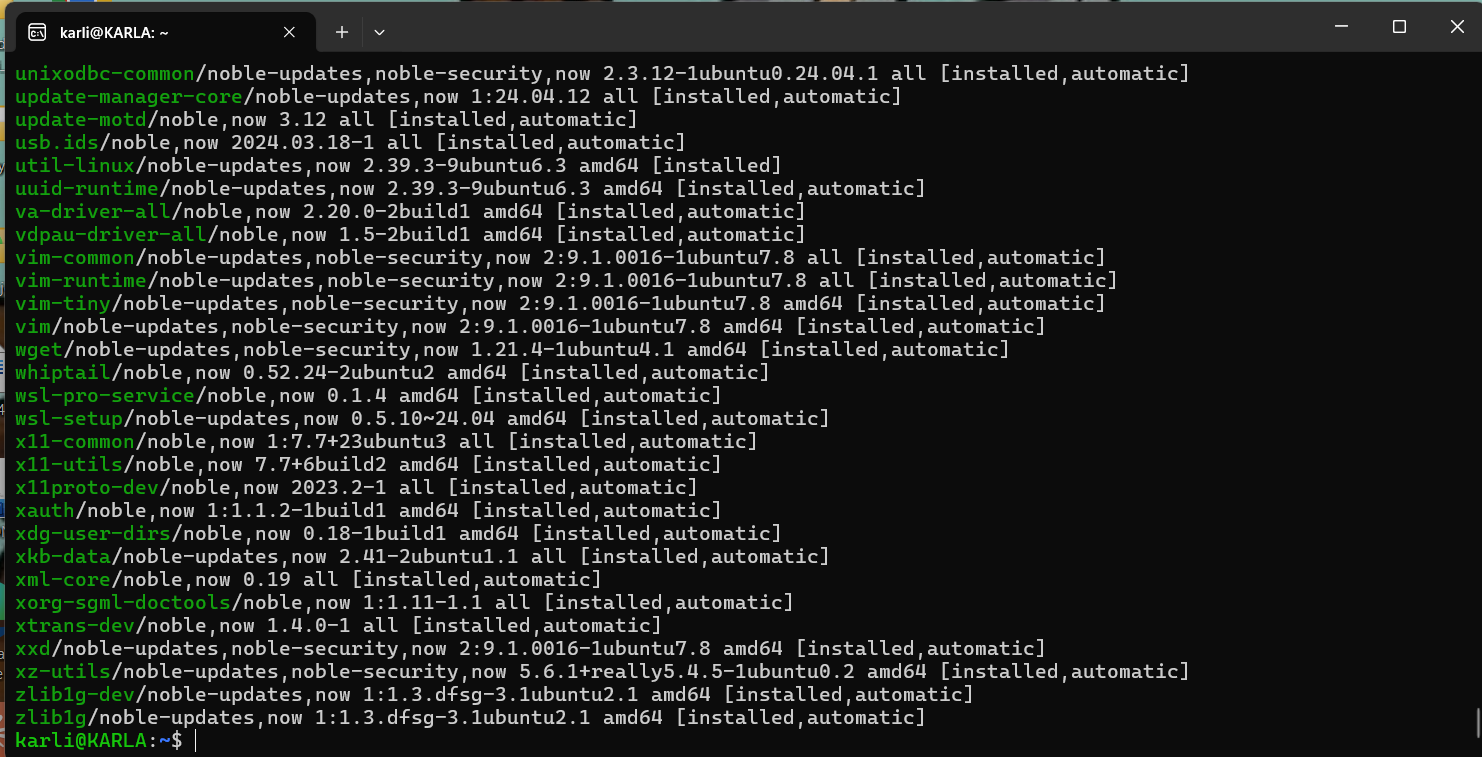 karli@KARLA: ~
unixodbc-common/noble-updates,noble-security,now 2.3.12-1ubuntu0.24.04.1 all [installed,automatic]
update-manager-core/noble-updates,now 1:24.04.12 all [installed,automatic]
update-motd/noble,now 3.12 all [installed,automatic]
usb.ids/noble,now 2024.03.18-1 all [installed,automatic]
util-linux/noble-updates,now 2.39.3-9ubuntu6.3 amd64 [installed]
uuid-runtime/noble-updates,now 2.39.3-9ubuntu6.3 amd64 [installed,automatic]
va-driver-all/noble,now 2.20.0-2build1 amd64 [installed,automatic]
vdpau-driver-all/noble,now 1.5-2build1 amd64 [installed,automatic]
vim-common/noble-updates,noble-security,now 2:9.1.0016-1ubuntu7.8 all [installed,automatic]
vim-runtime/noble-updates,noble-security,now 2:9.1.0016-1ubuntu7.8 all [installed,automatic]
vim-tiny/noble-updates,noble-security,now 2:9.1.0016-1ubuntu7.8 amd64 [installed,automatic]
vim/noble-updates,noble-security,now 2:9.1.0016-1ubuntu7.8 amd64 [installed,automatic]
wget/noble-updates,noble-security,now 1.21.4-1ubuntu4.1 amd64 [installed,automatic]
whiptail/noble,now 0.52.24-2ubuntu2 amd64 [installed,automatic]
wsl-pro-service/noble,now 0.1.4 amd64 [installed,automatic]
wsl-setup/noble-updates,now 0.5.10~24.04 amd64 [installed,automatic]
x11-common/noble,now 1:7.7+23ubuntu3 all [installed,automatic]
x11-utils/noble,now 7.7+6build2 amd64 [installed,automatic]
x11proto-dev/noble,now 2023.2-1 all [installed,automatic]
xauth/noble,now 1:1.1.2-1build1 amd64 [installed,automatic]
xdg-user-dirs/noble,now 0.18-1build1 amd64 [installed,automatic]
xkb-data/noble-updates,now 2.41-2ubuntu1.1 all [installed,automatic]
xml-core/noble,now 0.19 all [installed,automatic]
xorg-sgml-doctools/noble,now 1:1.11-1.1 all [installed,automatic]
xtrans-dev/noble,now 1.4.0-1 all [installed,automatic]
xxd/noble-updates,noble-security,now 2:9.1.0016-1ubuntu7.8 amd64 [installed,automatic]
xz-utils/noble-updates,noble-security,now 5.6.1+really5.4.5-1ubuntu0.2 amd64 [installed,automatic]
zlib1g-dev/noble-updates,now 1:1.3.dfsg-3.1ubuntu2.1 amd64 [installed,automatic]
zlib1g/noble-updates,now 1:1.3.dfsg-3.1ubuntu2.1 amd64 [installed,automatic]
karli@KARLA:~$